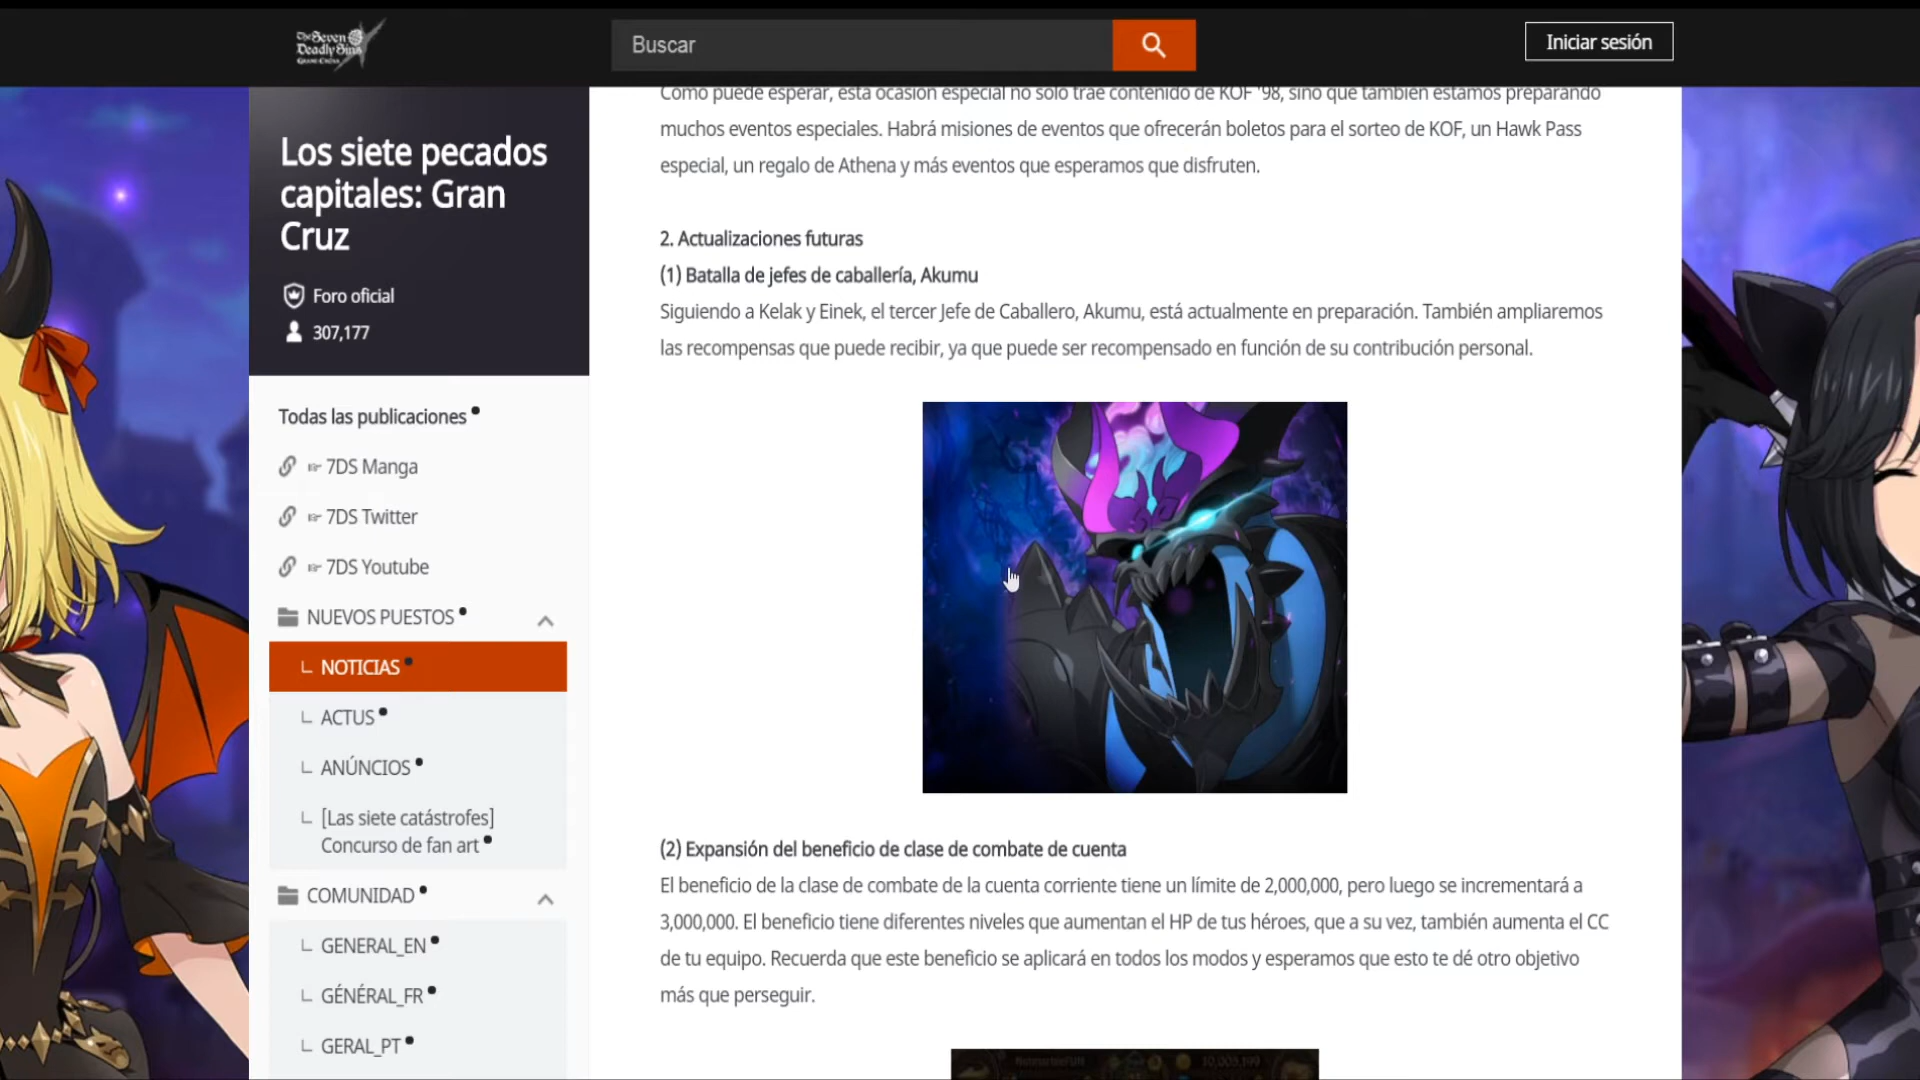 The Seven
Deadly Sins
Grand Cross
Buscar
Iniciar sesión
Los siete pecados
capitales: Gran
Cruz
Foro oficial
307,177
Todas las publicaciones
7DS Manga
7DS Twitter
7DS Youtube
NUEVOS PUESTOS
NOTICIAS
ACTUS
ANÚNCIOS
[Las siete catástrofes]
Concurso de fan art
COMUNIDAD
GENERAL_EN
GÉNÉRAL_FR
GERAL_PT
Como puede esperar, esta ocasión especial no solo trae contenido de KOF '98, sino que también estamos preparando
muchos eventos especiales. Habrá misiones de eventos que ofrecerán boletos para el sorteo de KOF, un Hawk Pass
especial, un regalo de Athena y más eventos que esperamos que disfruten.
2. Actualizaciones futuras
(1) Batalla de jefes de caballería, Akumu
Siguiendo a Kelak y Einek, el tercer Jefe de Caballero, Akumu, está actualmente en preparación. También ampliaremos
las recompensas que puede recibir, ya que puede ser recompensado en función de su contribución personal.
(2) Expansión del beneficio de clase de combate de cuenta
El beneficio de la clase de combate de la cuenta corriente tiene un límite de 2,000,000, pero luego se incrementará a
3,000,000. El beneficio tiene diferentes niveles que aumentan el HP de tus héroes, que a su vez, también aumenta el CC
de tu equipo. Recuerda que este beneficio se aplicará en todos los modos y esperamos que esto te dé otro objetivo
más que perseguir.